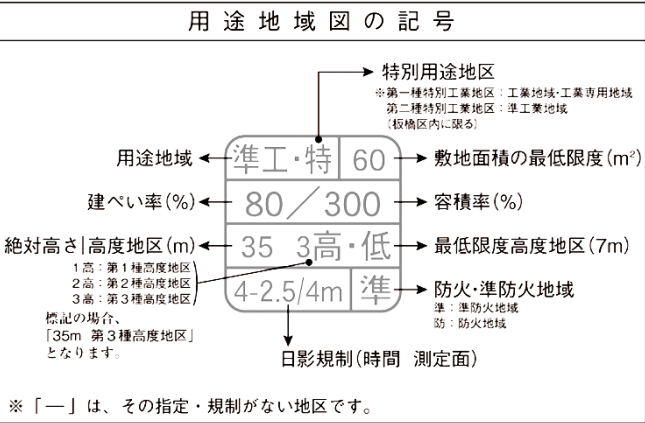 用途地域図の記号
特別用途地区
※第一種特別工業地区：工業地域・工業専用地域
第二種特別工業地区：準工業地域
（板橋区内に限る）
用途地域
準工・特
60
敷地面積の最低限度(m²)
建ぺい率(%)
80／300
容積率(%)
絶対高さ|高度地区(m)
35 3高・低
最低限度高度地区(7m)
1高：第1種高度地区
2高：第2種高度地区
3高：第3種高度地区
標記の場合、
「35m 第3種高度地区」
となります。
4-2.5/4m
準
防火・準防火地域
準：準防火地域
防：防火地域
日影規制(時間 測定面)
※「―」は、その指定・規制がない地区です。